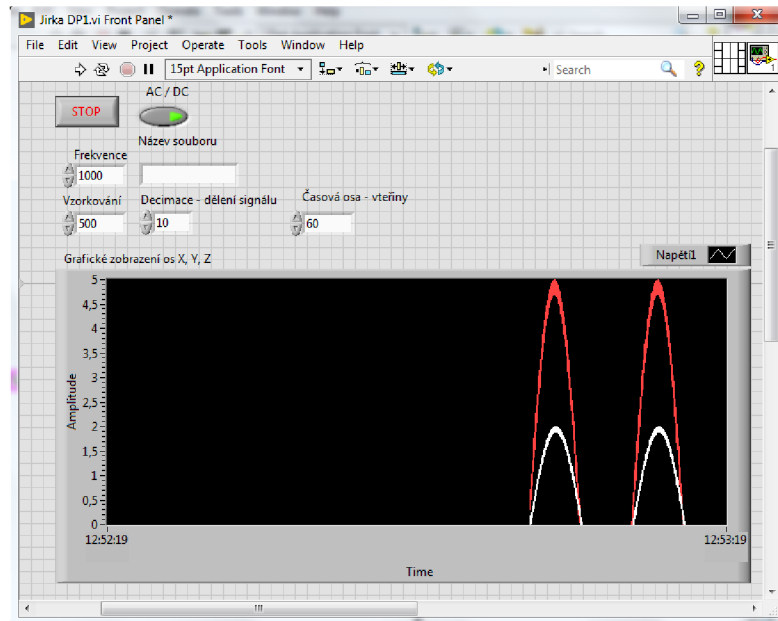 Jirka DP1.vi Front Panel *
File Edit View Project Operate Tools Window Help
15pt Application Font
Search
1
STOP
AC / DC
Název souboru
Frekvence
1000
Vzorkování
Decimace - dělení signálu
Časová osa - vteřiny
500
10
60
Grafické zobrazení os X, Y, Z
Napětí1
5
4,5
4
3,5
3
2,5
2
1,5
1
0,5
0
Amplitude
12:52:19
12:53:19
Time